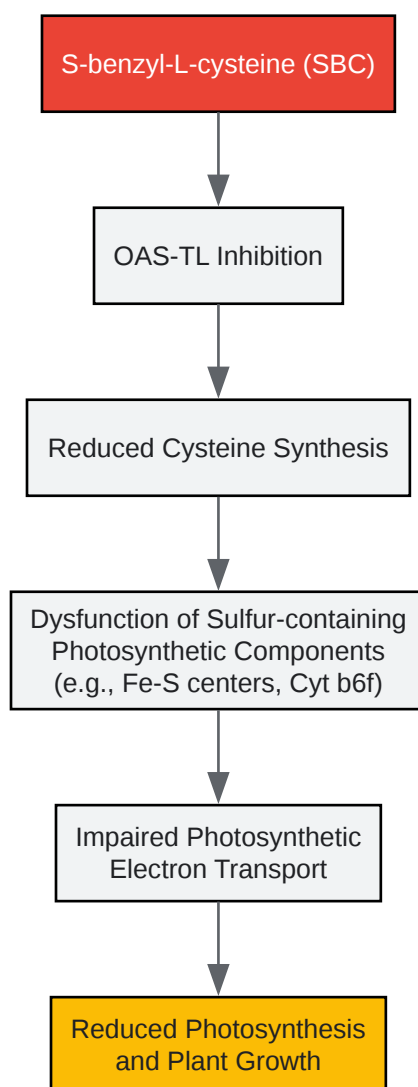 S-benzyl-L-cysteine (SBC)
OAS-TL Inhibition
Reduced Cysteine Synthesis
Dysfunction of Sulfur-containing
Photosynthetic Components
(e.g., Fe-S centers, Cyt b6f)
Impaired Photosynthetic
Electron Transport
Reduced Photosynthesis
and Plant Growth